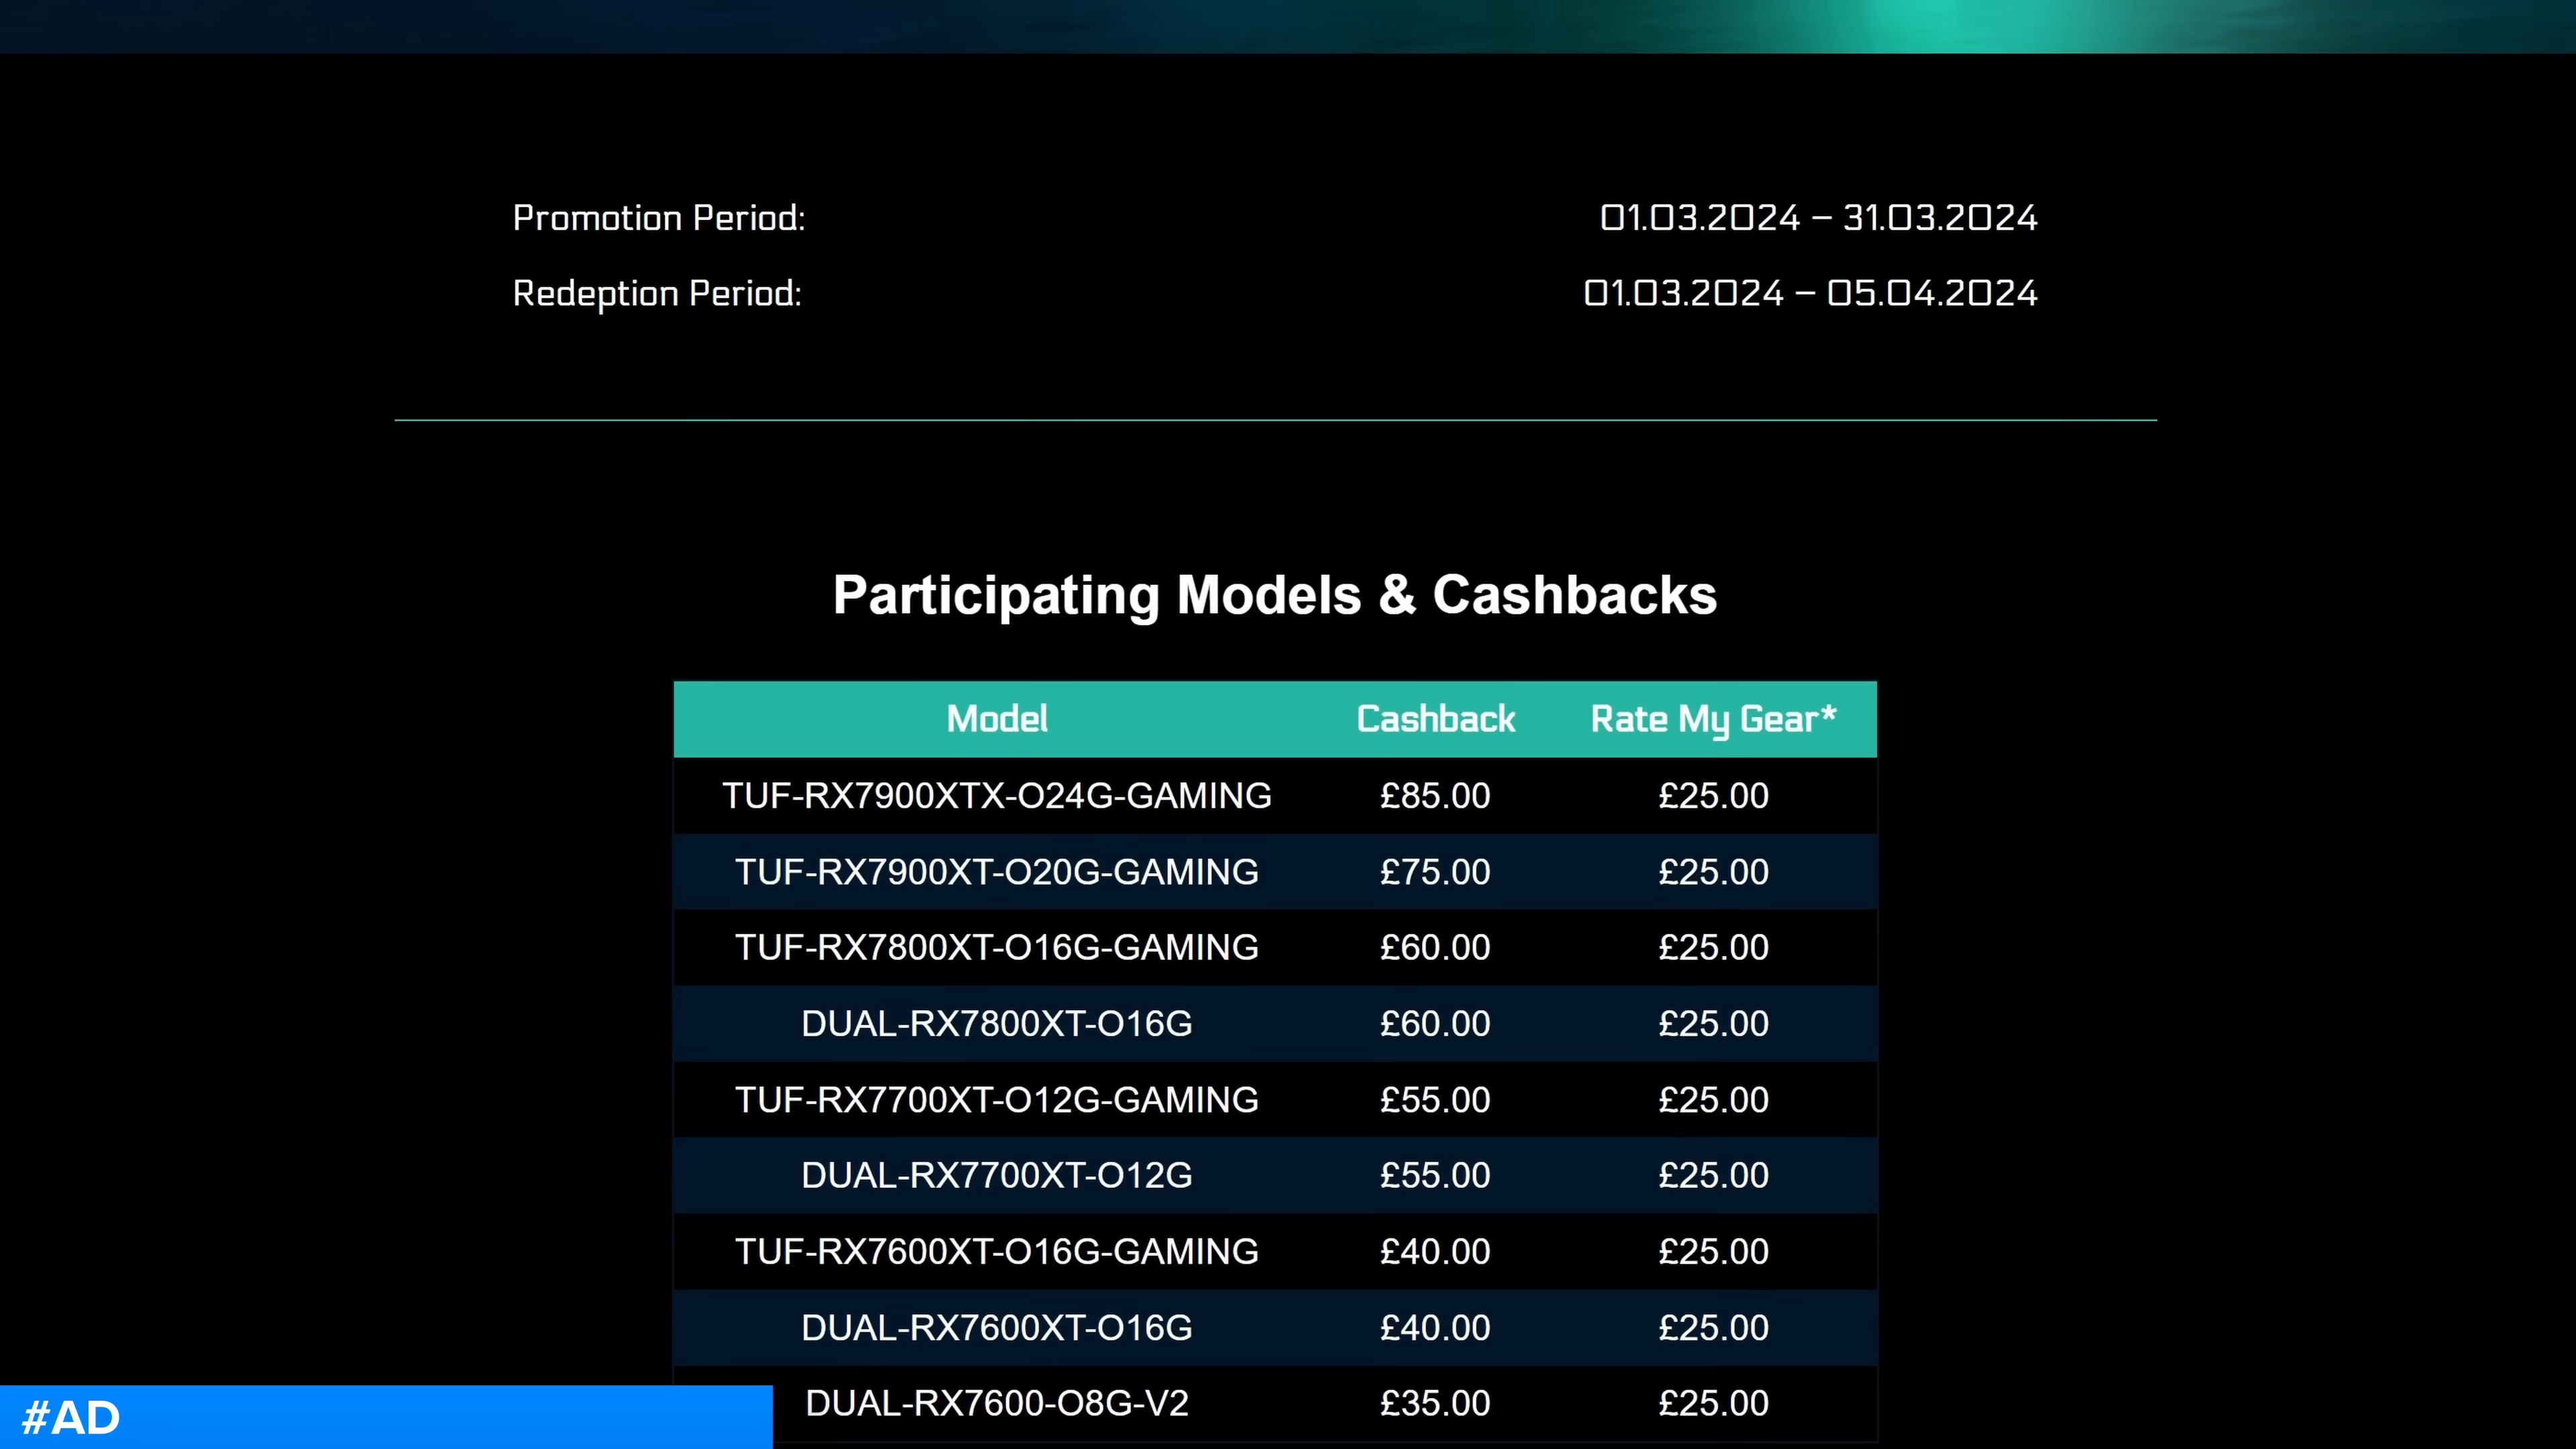 Promotion Period: 01.03.2024 – 31.03.2024
Redeption Period: 01.03.2024 – 05.04.2024
Participating Models & Cashbacks
Model Cashback Rate My Gear*
TUF-RX7900XTX-O24G-GAMING £85.00 £25.00
TUF-RX7900XT-O20G-GAMING £75.00 £25.00
TUF-RX7800XT-O16G-GAMING £60.00 £25.00
DUAL-RX7800XT-O16G £60.00 £25.00
TUF-RX7700XT-O12G-GAMING £55.00 £25.00
DUAL-RX7700XT-O12G £55.00 £25.00
TUF-RX7600XT-O16G-GAMING £40.00 £25.00
DUAL-RX7600XT-O16G £40.00 £25.00
DUAL-RX7600-O8G-V2 £35.00 £25.00
#AD